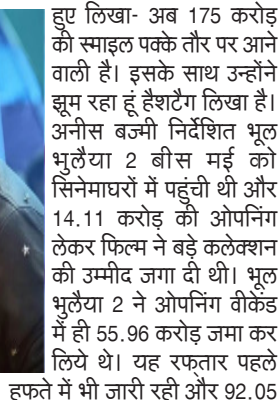 हुए लिखा- अब 175 करोड़
की स्माइल पक्के तौर पर आने
वाली है। इसके साथ उन्होंने
झूम रहा हूं हैशटैग लिखा है।
अनीस बज्मी निर्देशित भूल
भुलैया 2 बीस मई को
सिनेमाघरों में पहुंची थी और
14.11 करोड़ की ओपनिंग
लेकर फिल्म ने बड़े कलेक्शन
की उम्मीद जगा दी थी। भूल
भुलैया 2 ने ओपनिंग वीकेंड
में ही 55.96 करोड़ जमा कर
लिये थे। यह रफ्तार पहले
हफ्ते में भी जारी रही और 92.05